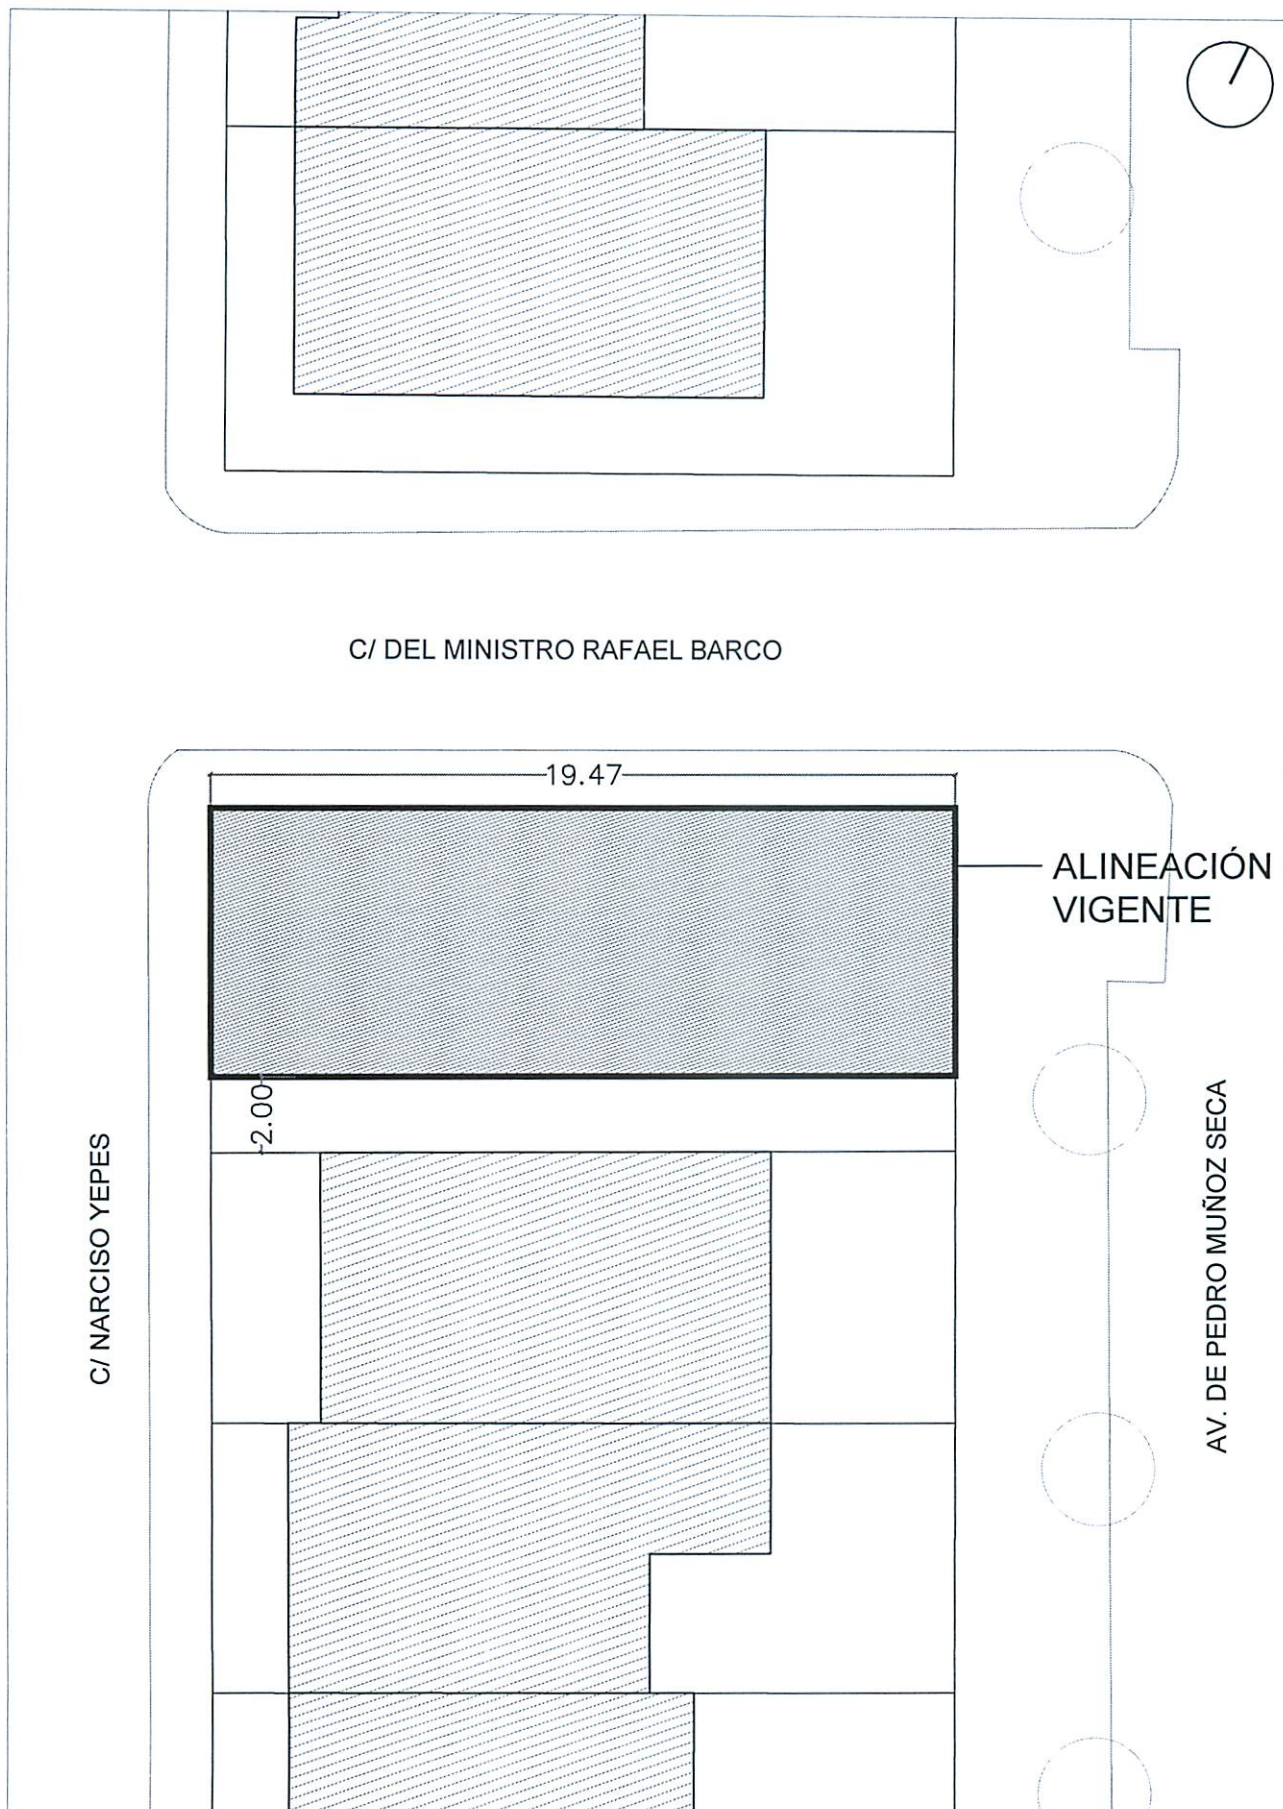 C/ DEL MINISTRO RAFAEL BARCO
19.47
ALINEACIÓN
VIGENTE
2.00
C/ NARCISO YEPES
AV. DE PEDRO MUÑOZ SECA